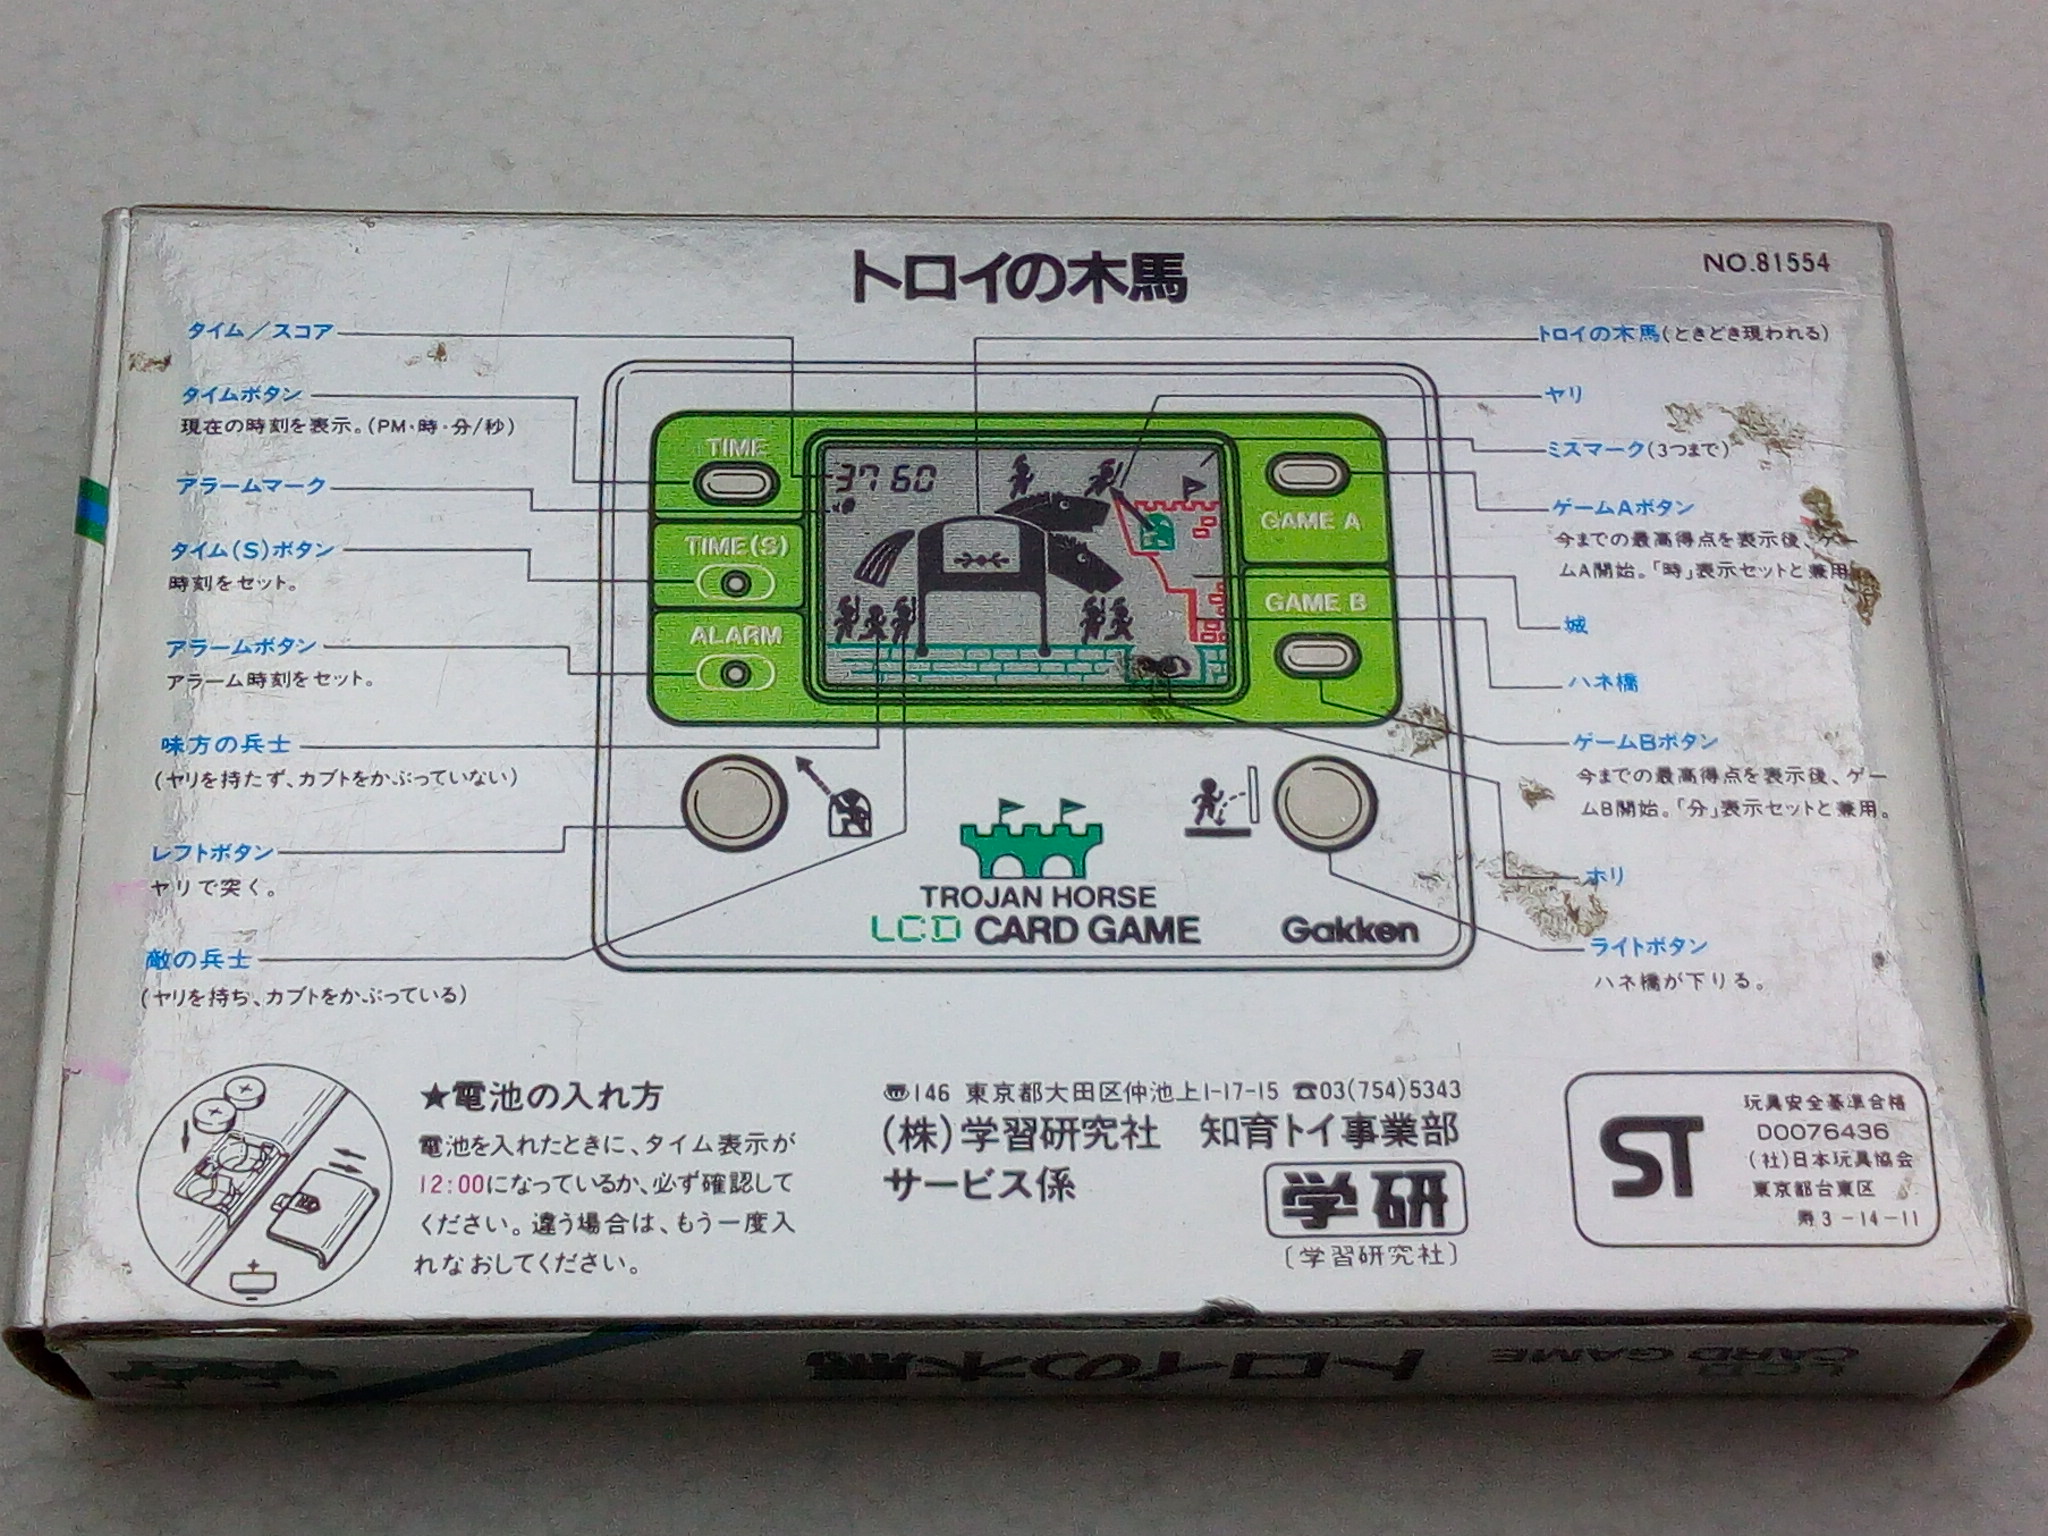 トロイの木馬
NO.81554
タイム/スコア
タイムボタン
現在の時刻を表示。(PM・時・分/秒)
アラームマーク
タイム(S)ボタン
時刻をセット。
アラームボタン
アラーム時刻をセット。
味方の兵士
(ヤリを持たず、カブトをかぶっていない)
レフトボタン
ヤリで突く。
敵の兵士
(ヤリを持ち、カブトをかぶっている)
TIME
TIME(S)
ALARM
37 60
GAME A
GAME B
TROJAN HORSE
LCD CARD GAME
Gakken
トロイの木馬(ときどき現われる)
ヤリ
ミスマーク(3つまで)
ゲームAボタン
今までの最高得点を表示後、ゲー
ムA開始。「時」表示セットと兼用
城
ハネ橋
ゲームBボタン
今までの最高得点を表示後、ゲー
ムB開始。「分」表示セットと兼用。
ホリ
ライトボタン
ハネ橋が下りる。
★電池の入れ方
電池を入れたときに、タイム表示が
12:00になっているか、必ず確認して
ください。違う場合は、もう一度入
れなおしてください。
〠146 東京都大田区仲池上1-17-15 ☎03(754)5343
(株)学習研究社 知育トイ事業部
サービス係
学研
〔学習研究社〕
ST
玩具安全基準合格
D0076436
(社)日本玩具協会
東京都台東区
寿3-14-11
トロイの木馬
LCD
CARD GAME